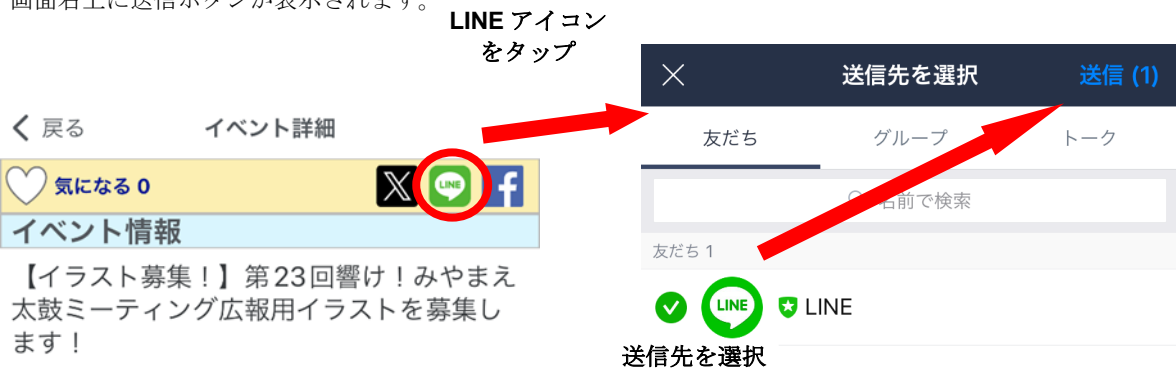 画面右上に送信ボタンが表示されます。
LINE アイコン
をタップ
戻る
イベント詳細
気になる 0
LINE
イベント情報
【イラスト募集！】第23回響け！みやまえ
太鼓ミーティング広報用イラストを募集し
ます！
送信先を選択
送信 (1)
友だち
グループ
トーク
名前で検索
友だち 1
LINE
LINE
送信先を選択